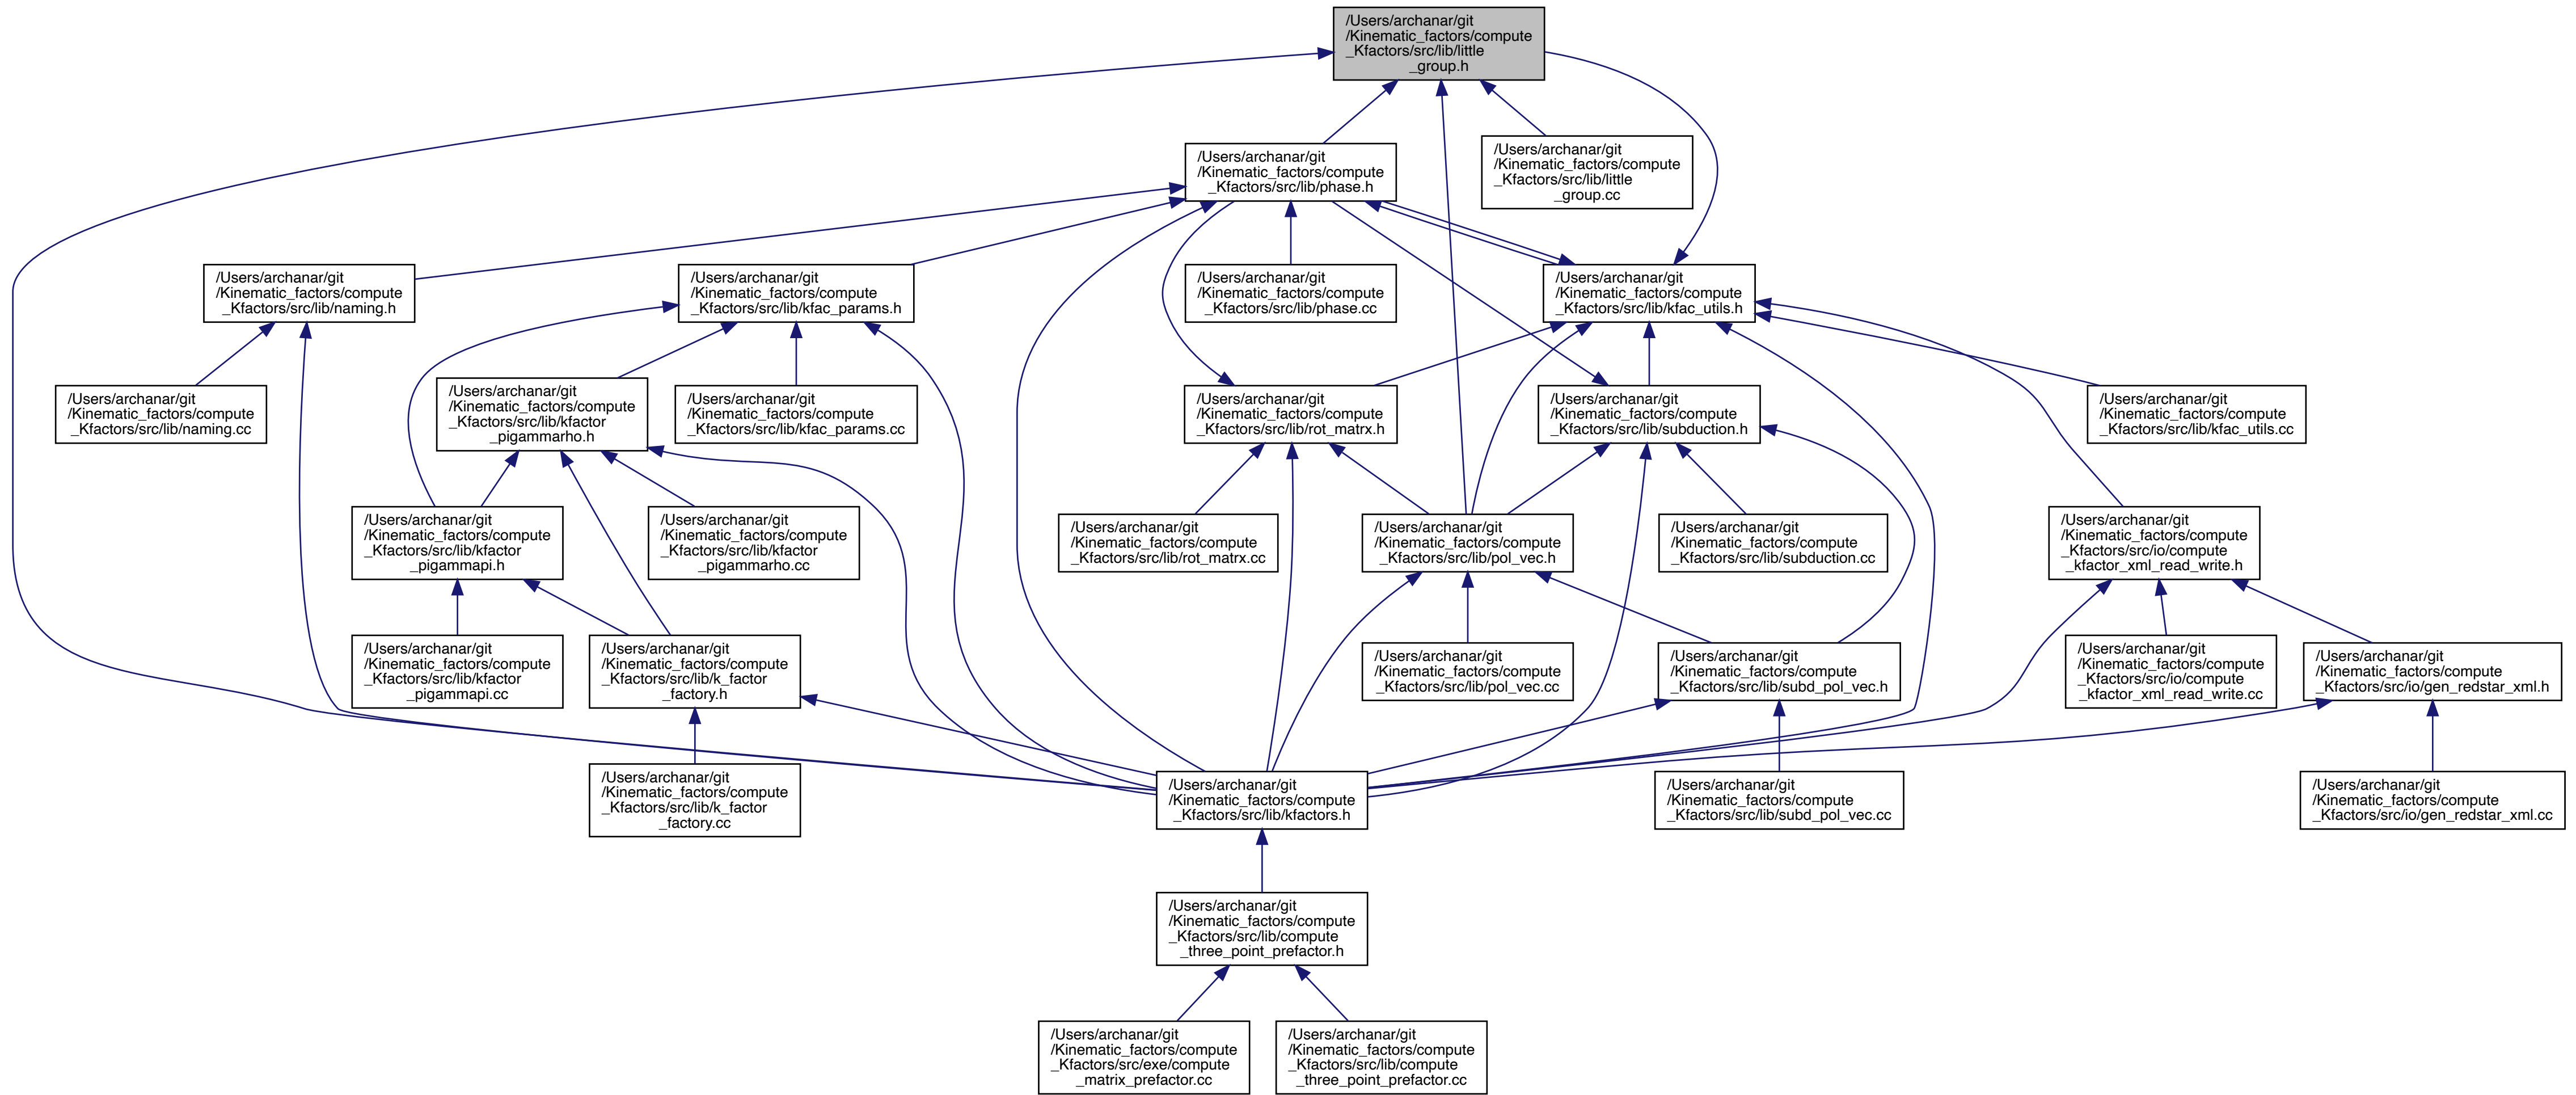 /Users/archanar/git
/Kinematic_factors/compute
_Kfactors/src/lib/little
_group.h
/Users/archanar/git
/Kinematic_factors/compute
_Kfactors/src/lib/little
_group.cc
/Users/archanar/git
/Kinematic_factors/compute
_Kfactors/src/lib/phase.h
/Users/archanar/git
/Kinematic_factors/compute
_Kfactors/src/lib/naming.h
/Users/archanar/git
/Kinematic_factors/compute
_Kfactors/src/lib/kfac_params.h
/Users/archanar/git
/Kinematic_factors/compute
_Kfactors/src/lib/phase.cc
/Users/archanar/git
/Kinematic_factors/compute
_Kfactors/src/lib/kfac_utils.h
/Users/archanar/git
/Kinematic_factors/compute
_Kfactors/src/lib/naming.cc
/Users/archanar/git
/Kinematic_factors/compute
_Kfactors/src/lib/kfactor
_pigammarho.h
/Users/archanar/git
/Kinematic_factors/compute
_Kfactors/src/lib/kfac_params.cc
/Users/archanar/git
/Kinematic_factors/compute
_Kfactors/src/lib/rot_matrx.h
/Users/archanar/git
/Kinematic_factors/compute
_Kfactors/src/lib/subduction.h
/Users/archanar/git
/Kinematic_factors/compute
_Kfactors/src/lib/kfac_utils.cc
/Users/archanar/git
/Kinematic_factors/compute
_Kfactors/src/lib/kfactor
_pigammapi.h
/Users/archanar/git
/Kinematic_factors/compute
_Kfactors/src/lib/kfactor
_pigammarho.cc
/Users/archanar/git
/Kinematic_factors/compute
_Kfactors/src/lib/rot_matrx.cc
/Users/archanar/git
/Kinematic_factors/compute
_Kfactors/src/lib/pol_vec.h
/Users/archanar/git
/Kinematic_factors/compute
_Kfactors/src/lib/subduction.cc
/Users/archanar/git
/Kinematic_factors/compute
_Kfactors/src/io/compute
_kfactor_xml_read_write.h
/Users/archanar/git
/Kinematic_factors/compute
_Kfactors/src/lib/kfactor
_pigammapi.cc
/Users/archanar/git
/Kinematic_factors/compute
_Kfactors/src/lib/k_factor
_factory.h
/Users/archanar/git
/Kinematic_factors/compute
_Kfactors/src/lib/pol_vec.cc
/Users/archanar/git
/Kinematic_factors/compute
_Kfactors/src/lib/subd_pol_vec.h
/Users/archanar/git
/Kinematic_factors/compute
_Kfactors/src/io/compute
_kfactor_xml_read_write.cc
/Users/archanar/git
/Kinematic_factors/compute
_Kfactors/src/io/gen_redstar_xml.h
/Users/archanar/git
/Kinematic_factors/compute
_Kfactors/src/lib/k_factor
_factory.cc
/Users/archanar/git
/Kinematic_factors/compute
_Kfactors/src/lib/kfactors.h
/Users/archanar/git
/Kinematic_factors/compute
_Kfactors/src/lib/subd_pol_vec.cc
/Users/archanar/git
/Kinematic_factors/compute
_Kfactors/src/io/gen_redstar_xml.cc
/Users/archanar/git
/Kinematic_factors/compute
_Kfactors/src/lib/compute
_three_point_prefactor.h
/Users/archanar/git
/Kinematic_factors/compute
_Kfactors/src/exe/compute
_matrix_prefactor.cc
/Users/archanar/git
/Kinematic_factors/compute
_Kfactors/src/lib/compute
_three_point_prefactor.cc